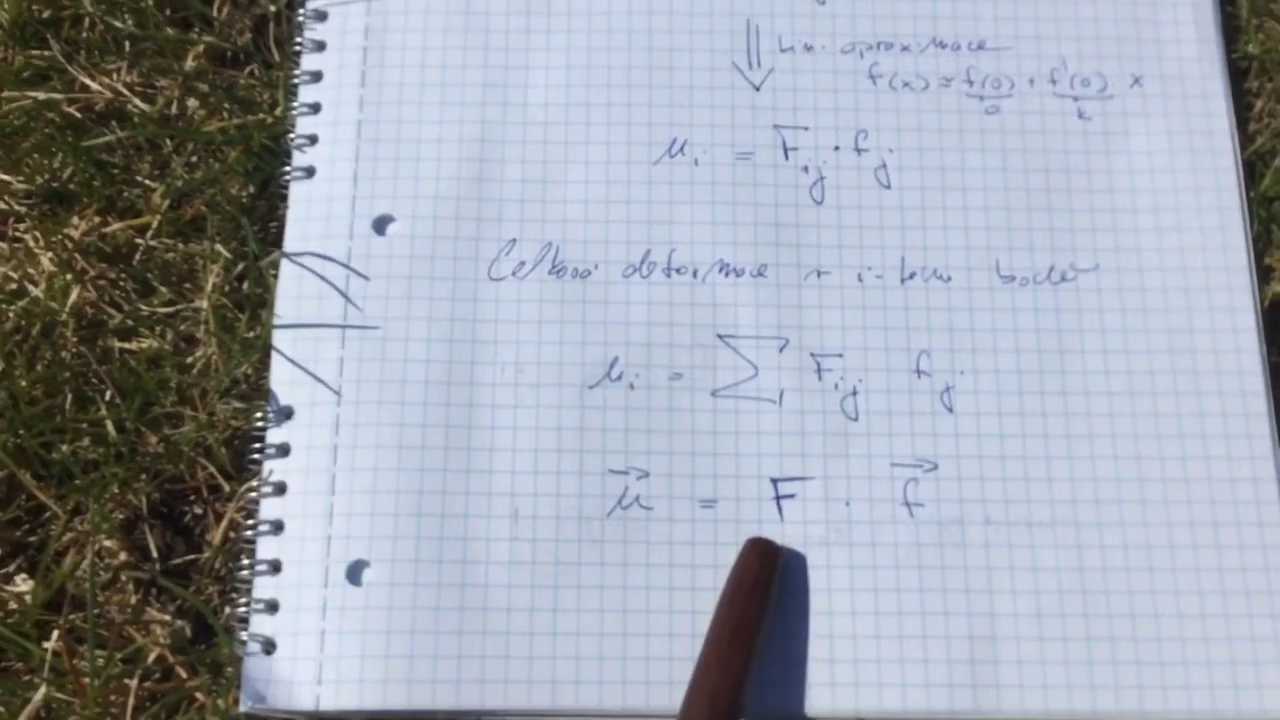 Lin. aproximace
f(x) ≈ f(0) + f'(0) x
0 k
u_i = F_ij · f_j
Celková deformace v i-tém bodě
u_i = ∑ F_ij f_j
u⃗ = F · f⃗